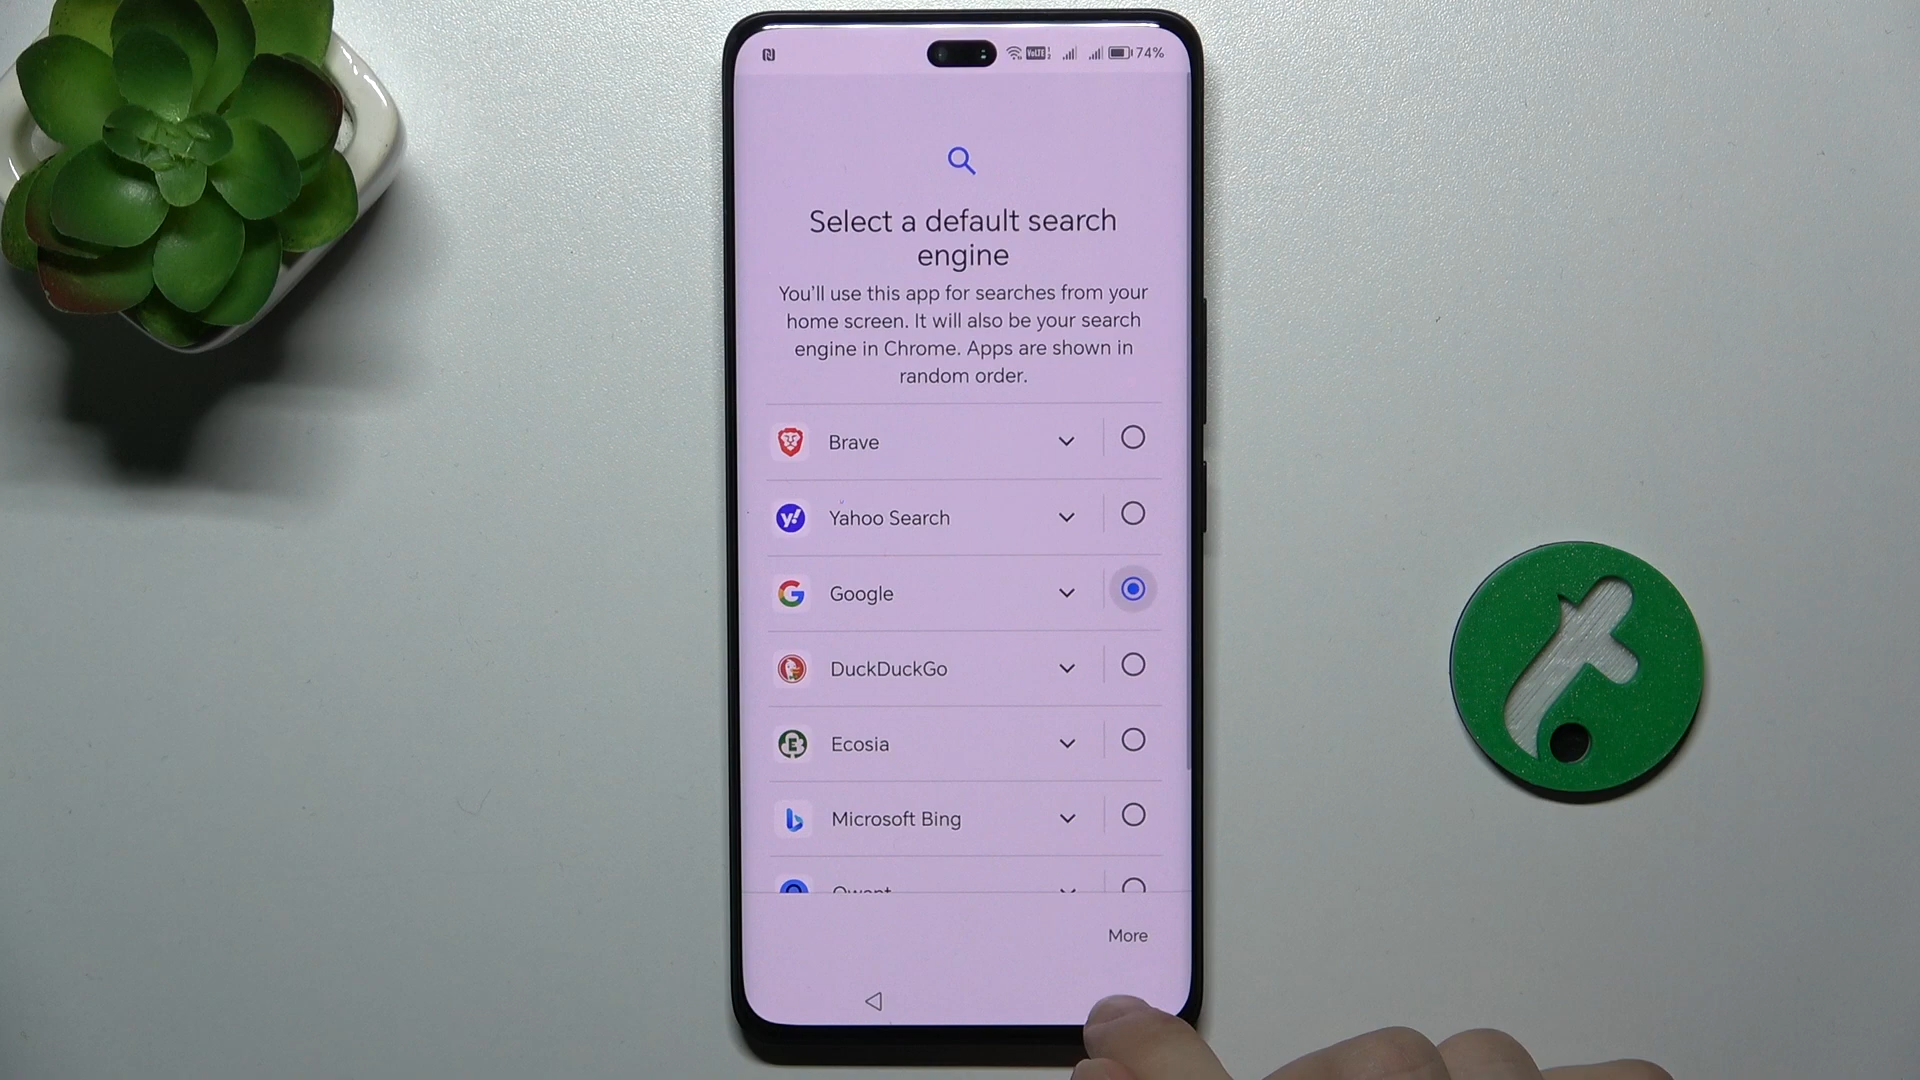 VoLTE
74%
Select a default search
engine
You'll use this app for searches from your
home screen. It will also be your search
engine in Chrome. Apps are shown in
random order.
Brave
Yahoo Search
Google
DuckDuckGo
Ecosia
Microsoft Bing
Qwant
More